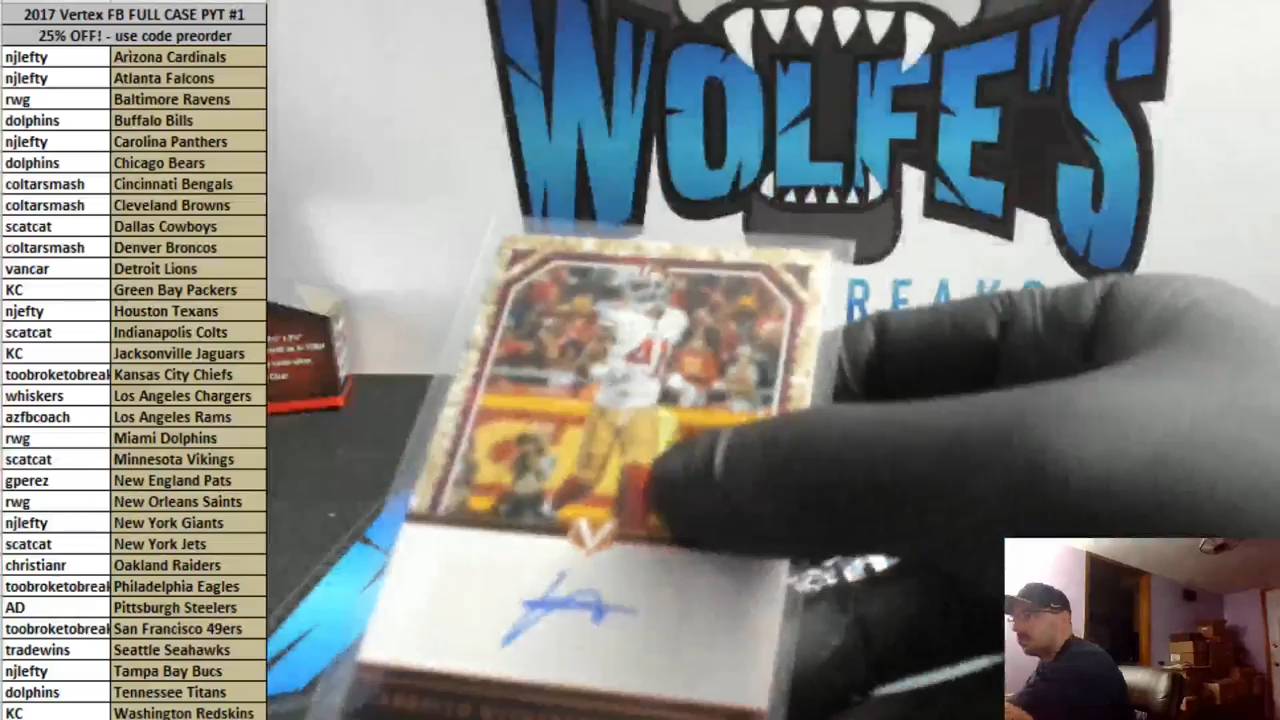 2017 Vertex FB FULL CASE PYT #1
25% OFF! - use code preorder
njlefty Arizona Cardinals
njlefty Atlanta Falcons
rwg Baltimore Ravens
dolphins Buffalo Bills
njlefty Carolina Panthers
dolphins Chicago Bears
coltarsmash Cincinnati Bengals
coltarsmash Cleveland Browns
scatcat Dallas Cowboys
coltarsmash Denver Broncos
vancar Detroit Lions
KC Green Bay Packers
njefty Houston Texans
scatcat Indianapolis Colts
KC Jacksonville Jaguars
toobroketobreak Kansas City Chiefs
whiskers Los Angeles Chargers
azfbcoach Los Angeles Rams
rwg Miami Dolphins
scatcat Minnesota Vikings
gperez New England Pats
rwg New Orleans Saints
njlefty New York Giants
scatcat New York Jets
christianr Oakland Raiders
toobroketobreak Philadelphia Eagles
AD Pittsburgh Steelers
toobroketobreak San Francisco 49ers
tradewins Seattle Seahawks
njlefty Tampa Bay Bucs
dolphins Tennessee Titans
KC Washington Redskins
WOLFE'S
REAKS
41